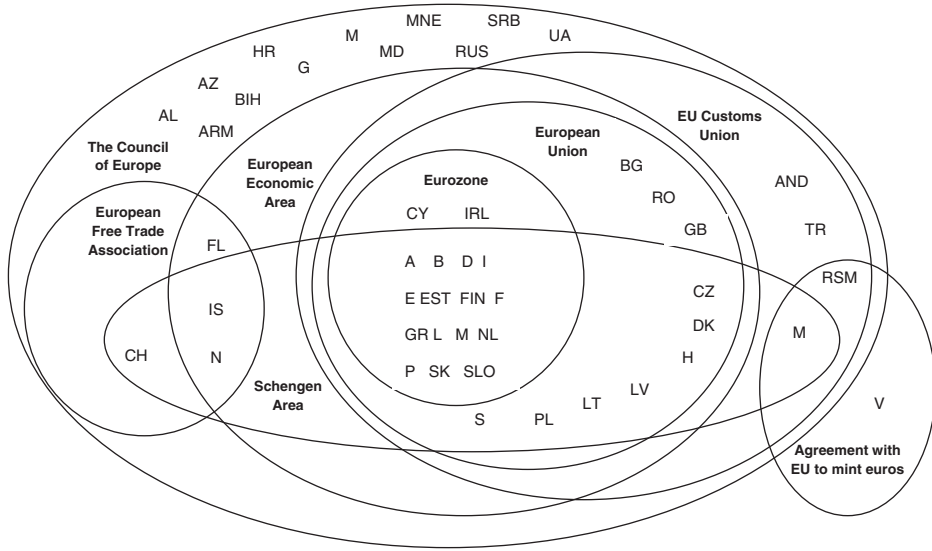 MNE SRB
M UA
HR MD RUS
G
AZ
BIH
AL
ARM
The Council
of Europe
European
Economic
Area
European
Union
EU Customs
Union
BG
Eurozone
AND
RO
European
Free Trade
Association
CY IRL
GB
TR
FL
A B D I
RSM
CZ
E EST FIN F
IS
DK
M
GR L M NL
CH N
H
P SK SLO
Schengen
Area
LV
LT
V
S PL
Agreement with
EU to mint euros